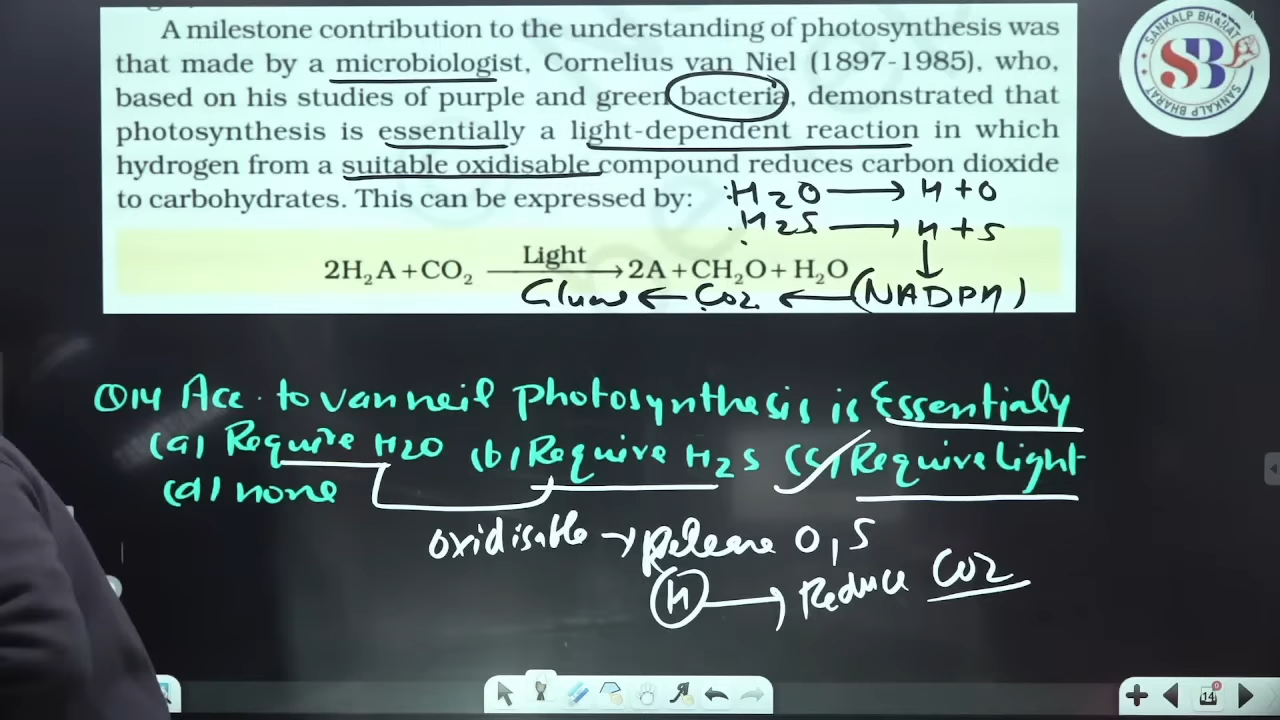 A milestone contribution to the understanding of photosynthesis was
that made by a microbiologist, Cornelius van Niel (1897-1985), who,
based on his studies of purple and green bacteria, demonstrated that
photosynthesis is essentially a light-dependent reaction in which
hydrogen from a suitable oxidisable compound reduces carbon dioxide
to carbohydrates. This can be expressed by:
H2O → H + O
H2S → H + S
Light
2H₂A + CO₂ → 2A + CH₂O + H₂O
← CO2 ← (NADPH)
Q14 Acc. to van neil photosynthesis is Essentialy
(a) Require H2O (b) Require H2S (c) Require Light
(d) none
oxidisable → Release O, S
H → Reduce CO2
SANKALP BHARAT
SB
SANKALP BHARAT
14